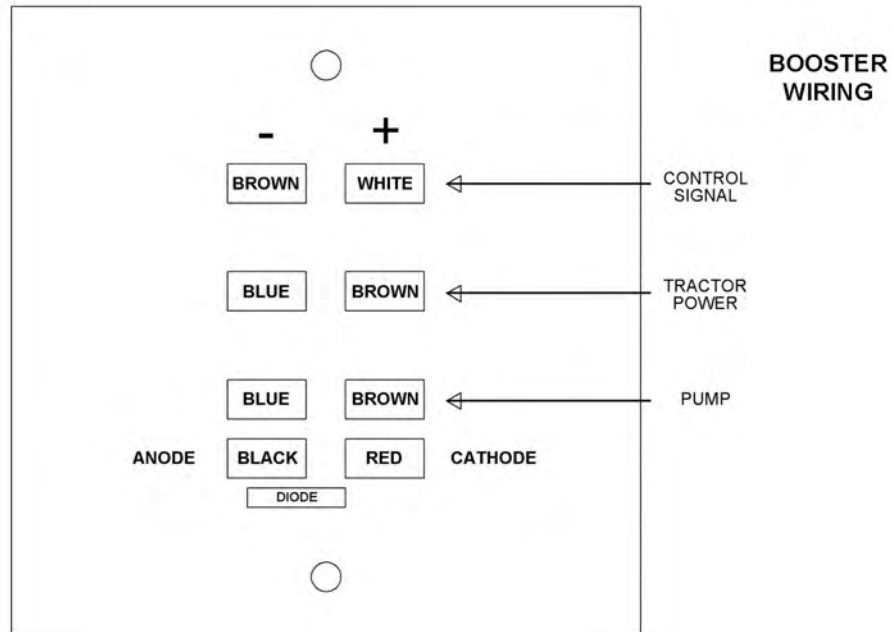 BOOSTER
WIRING
- +
BROWN WHITE
CONTROL
SIGNAL
BLUE BROWN
TRACTOR
POWER
BLUE BROWN
PUMP
ANODE BLACK RED CATHODE
DIODE